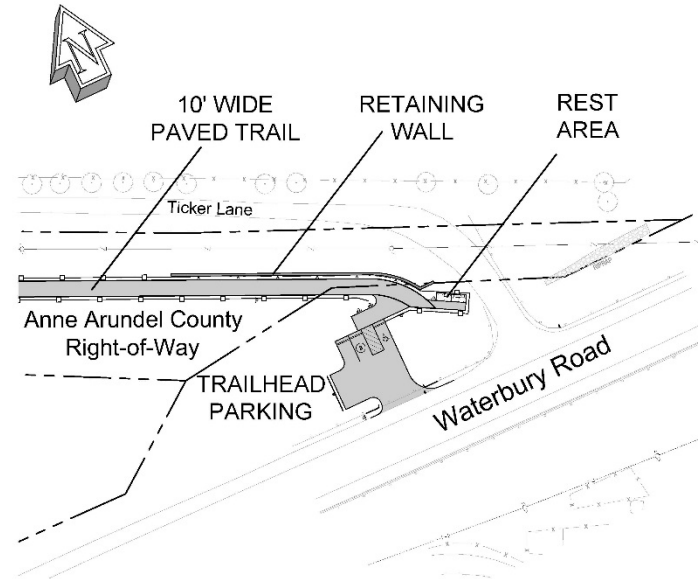 N
10' WIDE
PAVED TRAIL
RETAINING
WALL
REST
AREA
Ticker Lane
Anne Arundel County
Right-of-Way
TRAILHEAD
PARKING
Waterbury Road